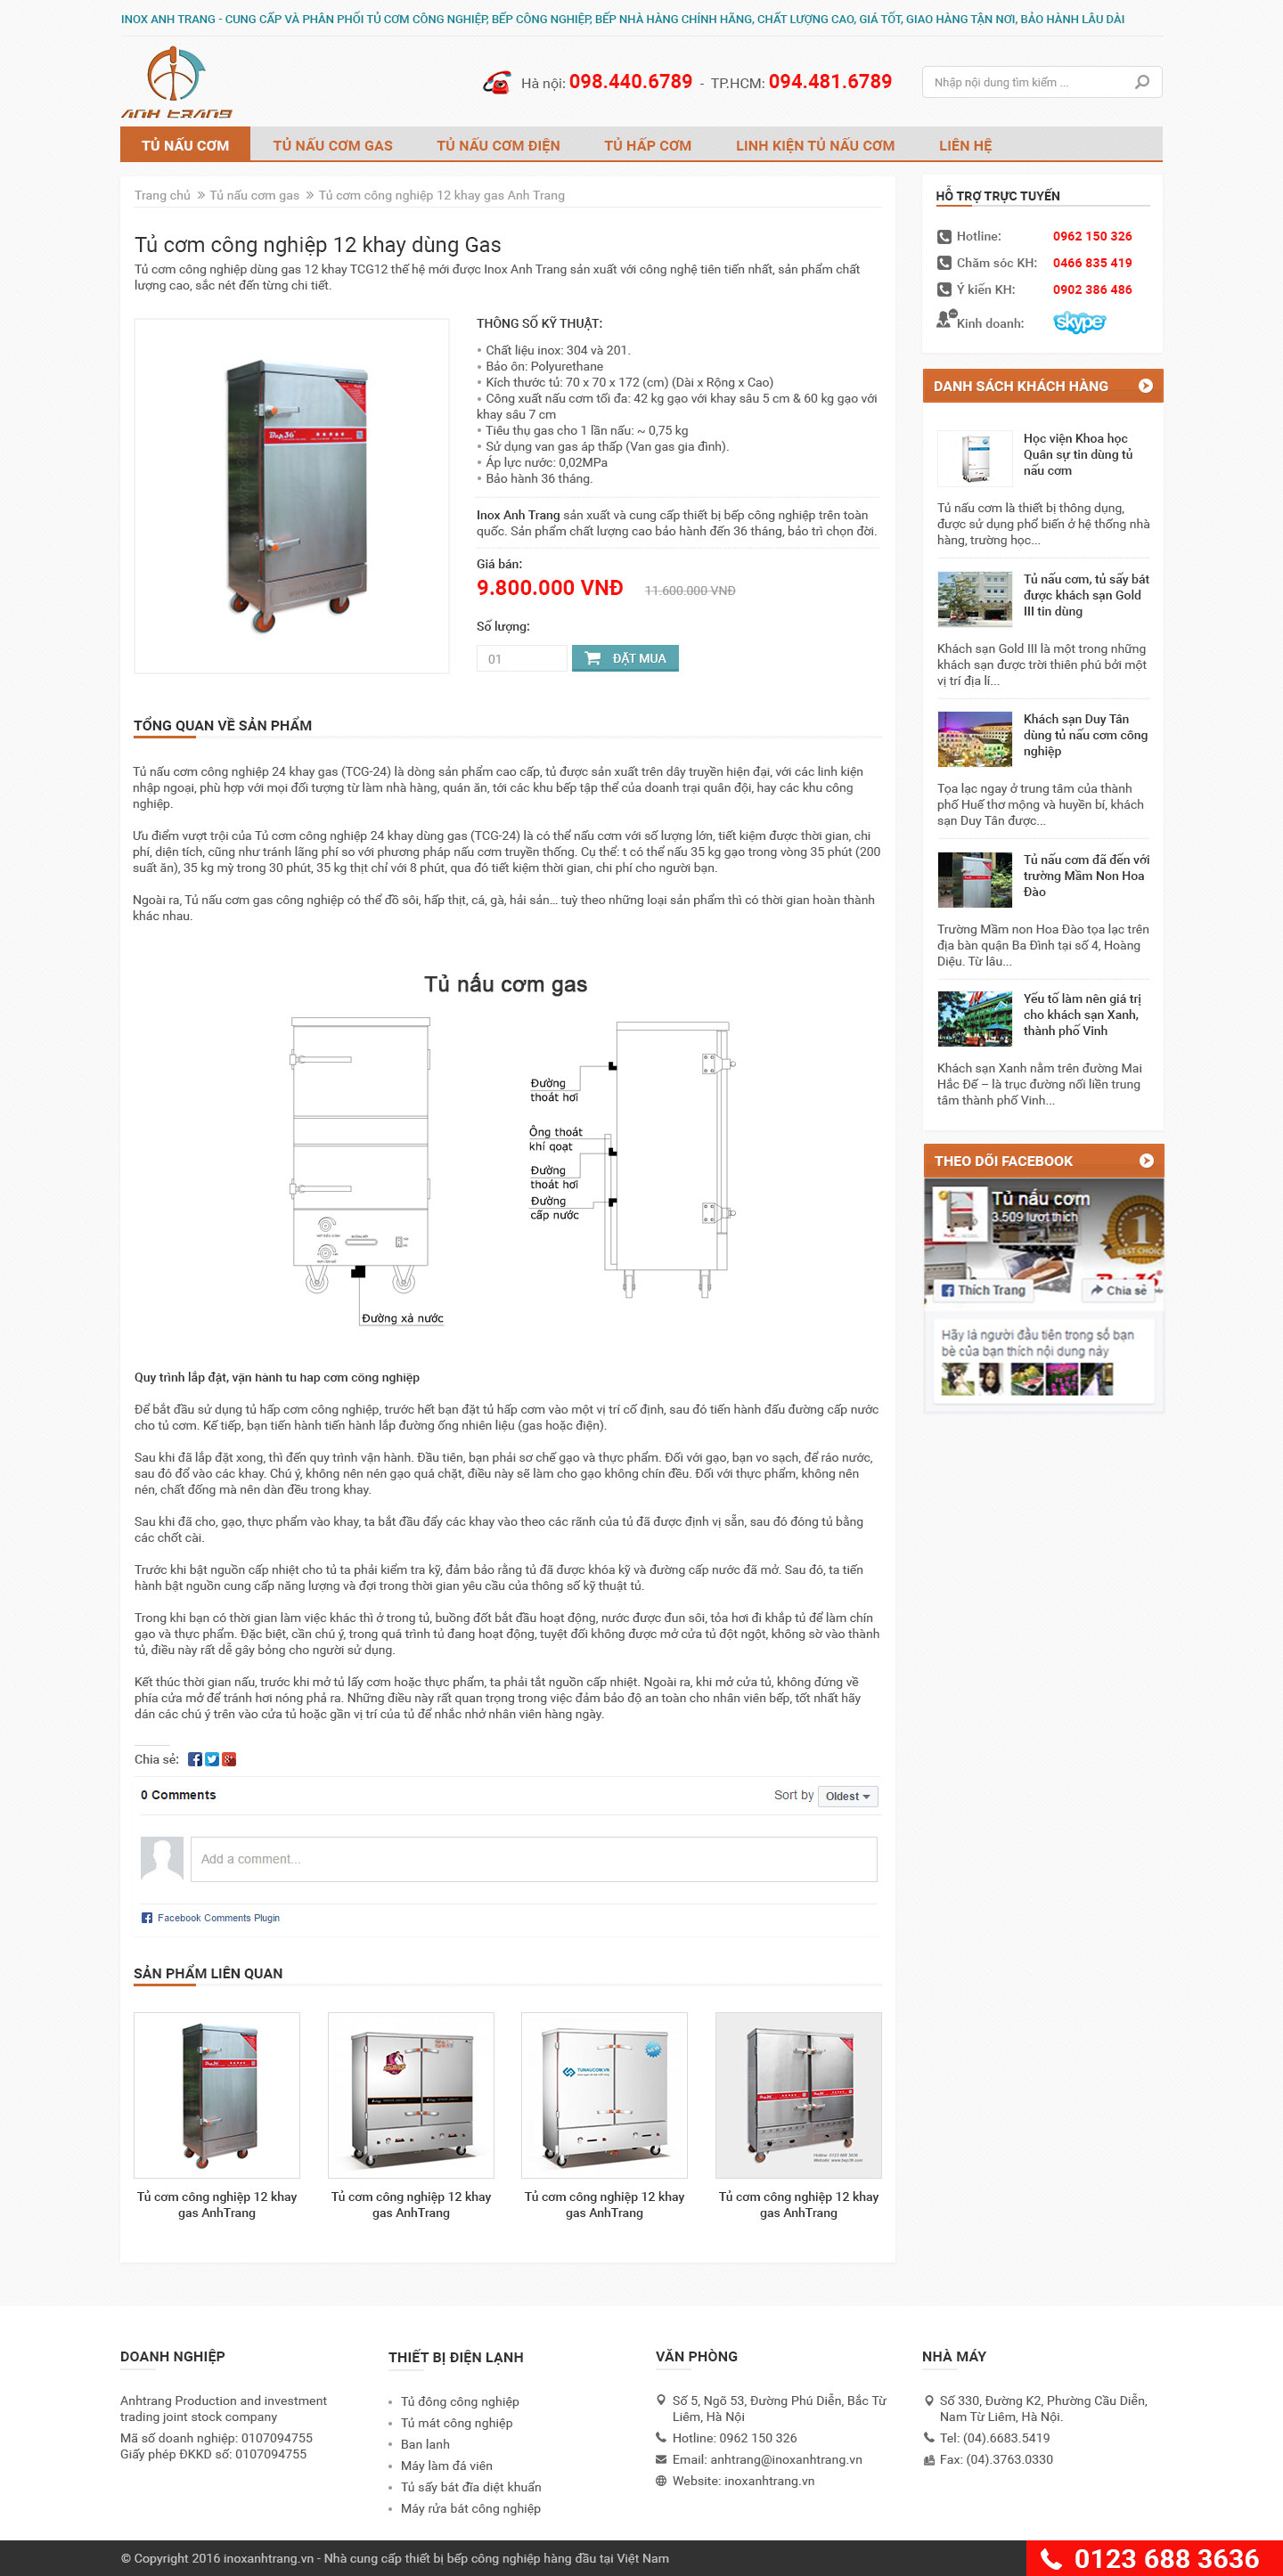 INOX ANH TRANG - CUNG CẤP VÀ PHÂN PHỐI TỦ CƠM CÔNG NGHIỆP, BẾP CÔNG NGHIỆP, BẾP NHÀ HÀNG CHÍNH HÃNG, CHẤT LƯỢNG CAO, GIÁ TỐT, GIAO HÀNG TẬN NƠI, BẢO HÀNH LÂU DÀI
ANH TRANG
Hà nội: 098.440.6789 - TP.HCM: 094.481.6789
Nhập nội dung tìm kiếm ...
TỦ NẤU CƠM TỦ NẤU CƠM GAS TỦ NẤU CƠM ĐIỆN TỦ HẤP CƠM LINH KIỆN TỦ NẤU CƠM LIÊN HỆ
Trang chủ » Tủ nấu cơm gas » Tủ cơm công nghiệp 12 khay gas Anh Trang
Tủ cơm công nghiệp 12 khay dùng Gas
Tủ cơm công nghiệp dùng gas 12 khay TCG12 thế hệ mới được Inox Anh Trang sản xuất với công nghệ tiên tiến nhất, sản phẩm chất
lượng cao, sắc nét đến từng chi tiết.
Bep36
THÔNG SỐ KỸ THUẬT:
• Chất liệu inox: 304 và 201.
• Bảo ôn: Polyurethane
• Kích thước tủ: 70 x 70 x 172 (cm) (Dài x Rộng x Cao)
• Công xuất nấu cơm tối đa: 42 kg gạo với khay sâu 5 cm & 60 kg gạo với
khay sâu 7 cm
• Tiêu thụ gas cho 1 lần nấu: ~ 0,75 kg
• Sử dụng van gas áp thấp (Van gas gia đình).
• Áp lực nước: 0,02MPa
• Bảo hành 36 tháng.
Inox Anh Trang sản xuất và cung cấp thiết bị bếp công nghiệp trên toàn
quốc. Sản phẩm chất lượng cao bảo hành đến 36 tháng, bảo trì chọn đời.
Giá bán:
9.800.000 VNĐ 11.600.000 VNĐ
Số lượng:
01 ĐẶT MUA
TỔNG QUAN VỀ SẢN PHẨM
Tủ nấu cơm công nghiệp 24 khay gas (TCG-24) là dòng sản phẩm cao cấp, tủ được sản xuất trên dây truyền hiện đại, với các linh kiện
nhập ngoại, phù hợp với mọi đối tượng từ làm nhà hàng, quán ăn, tới các khu bếp tập thể của doanh trại quân đội, hay các khu công
nghiệp.
Ưu điểm vượt trội của Tủ cơm công nghiệp 24 khay dùng gas (TCG-24) là có thể nấu cơm với số lượng lớn, tiết kiệm được thời gian, chi
phí, diện tích, cũng như tránh lãng phí so với phương pháp nấu cơm truyền thống. Cụ thể: t có thể nấu 35 kg gạo trong vòng 35 phút (200
suất ăn), 35 kg mỳ trong 30 phút, 35 kg thịt chỉ với 8 phút, qua đó tiết kiệm thời gian, chi phí cho người bạn.
Ngoài ra, Tủ nấu cơm gas công nghiệp có thể đồ sôi, hấp thịt, cá, gà, hải sản... tuỳ theo những loại sản phẩm thì có thời gian hoàn thành
khác nhau.
Tủ nấu cơm gas
Đường
thoát hơi
Ông thoát
khí qoạt
Đường
thoát hơi
Đường
cấp nước
Đường xả nước
Quy trình lắp đặt, vận hành tu hap cơm công nghiệp
Để bắt đầu sử dụng tủ hấp cơm công nghiệp, trước hết bạn đặt tủ hấp cơm vào một vị trí cố định, sau đó tiến hành đấu đường cấp nước
cho tủ cơm. Kế tiếp, bạn tiến hành tiến hành lắp đường ống nhiên liệu (gas hoặc điện).
Sau khi đã lắp đặt xong, thì đến quy trình vận hành. Đầu tiên, bạn phải sơ chế gạo và thực phẩm. Đối với gạo, bạn vo sạch, để ráo nước,
sau đó đổ vào các khay. Chú ý, không nên nén gạo quá chặt, điều này sẽ làm cho gạo không chín đều. Đối với thực phẩm, không nên
nén, chất đống mà nên dàn đều trong khay.
Sau khi đã cho, gạo, thực phẩm vào khay, ta bắt đầu đẩy các khay vào theo các rãnh của tủ đã được định vị sẵn, sau đó đóng tủ bằng
các chốt cài.
Trước khi bật nguồn cấp nhiệt cho tủ ta phải kiểm tra kỹ, đảm bảo rằng tủ đã được khóa kỹ và đường cấp nước đã mở. Sau đó, ta tiến
hành bật nguồn cung cấp năng lượng và đợi trong thời gian yêu cầu của thông số kỹ thuật tủ.
Trong khi bạn có thời gian làm việc khác thì ở trong tủ, buồng đốt bắt đầu hoạt động, nước được đun sôi, tỏa hơi đi khắp tủ để làm chín
gạo và thực phẩm. Đặc biệt, cần chú ý, trong quá trình tủ đang hoạt động, tuyệt đối không được mở cửa tủ đột ngột, không sờ vào thành
tủ, điều này rất dễ gây bỏng cho người sử dụng.
Kết thúc thời gian nấu, trước khi mở tủ lấy cơm hoặc thực phẩm, ta phải tắt nguồn cấp nhiệt. Ngoài ra, khi mở cửa tủ, không đứng về
phía cửa mở để tránh hơi nóng phả ra. Những điều này rất quan trọng trong việc đảm bảo độ an toàn cho nhân viên bếp, tốt nhất hãy
dán các chú ý trên vào cửa tủ hoặc gần vị trí của tủ để nhắc nhở nhân viên hàng ngày.
Chia sẻ:
0 Comments Sort by Oldest
Add a comment...
Facebook Comments Plugin
SẢN PHẨM LIÊN QUAN
TUNAUCOM.VN
Tủ cơm công nghiệp 12 khay
gas AnhTrang
Tủ cơm công nghiệp 12 khay
gas AnhTrang
Tủ cơm công nghiệp 12 khay
gas AnhTrang
Tủ cơm công nghiệp 12 khay
gas AnhTrang
HỖ TRỢ TRỰC TUYẾN
Hotline: 0962 150 326
Chăm sóc KH: 0466 835 419
Ý kiến KH: 0902 386 486
Kinh doanh: skype
DANH SÁCH KHÁCH HÀNG
Học viện Khoa học
Quân sự tin dùng tủ
nấu cơm
Tủ nấu cơm là thiết bị thông dụng,
được sử dụng phổ biến ở hệ thống nhà
hàng, trường học...
Tủ nấu cơm, tủ sấy bát
được khách sạn Gold
III tin dùng
Khách sạn Gold III là một trong những
khách sạn được trời thiên phú bởi một
vị trí địa lí...
Khách sạn Duy Tân
dùng tủ nấu cơm công
nghiệp
Tọa lạc ngay ở trung tâm của thành
phố Huế thơ mộng và huyền bí, khách
sạn Duy Tân được...
Tủ nấu cơm đã đến với
trường Mầm Non Hoa
Đào
Trường Mầm non Hoa Đào tọa lạc trên
địa bàn quận Ba Đình tại số 4, Hoàng
Diệu. Từ lâu...
Yếu tố làm nên giá trị
cho khách sạn Xanh,
thành phố Vinh
Khách sạn Xanh nằm trên đường Mai
Hắc Đế – là trục đường nối liền trung
tâm thành phố Vinh...
THEO DÕI FACEBOOK
Tủ nấu cơm
3.509 lượt thích
1
BEST CHOICE
Thích Trang Chia sẻ
Hãy là người đầu tiên trong số bạn
bè của bạn thích nội dung này
DOANH NGHIỆP
Anhtrang Production and investment
trading joint stock company
Mã số doanh nghiệp: 0107094755
Giấy phép ĐKKD số: 0107094755
THIẾT BỊ ĐIỆN LẠNH
• Tủ đông công nghiệp
• Tủ mát công nghiệp
• Ban lanh
• Máy làm đá viên
• Tủ sấy bát đĩa diệt khuẩn
• Máy rửa bát công nghiệp
VĂN PHÒNG
Số 5, Ngõ 53, Đường Phú Diễn, Bắc Từ
Liêm, Hà Nội
Hotline: 0962 150 326
Email: anhtrang@inoxanhtrang.vn
Website: inoxanhtrang.vn
NHÀ MÁY
Số 330, Đường K2, Phường Cầu Diễn,
Nam Từ Liêm, Hà Nội.
Tel: (04).6683.5419
Fax: (04).3763.0330
© Copyright 2016 inoxanhtrang.vn - Nhà cung cấp thiết bị bếp công nghiệp hàng đầu tại Việt Nam
0123 688 3636